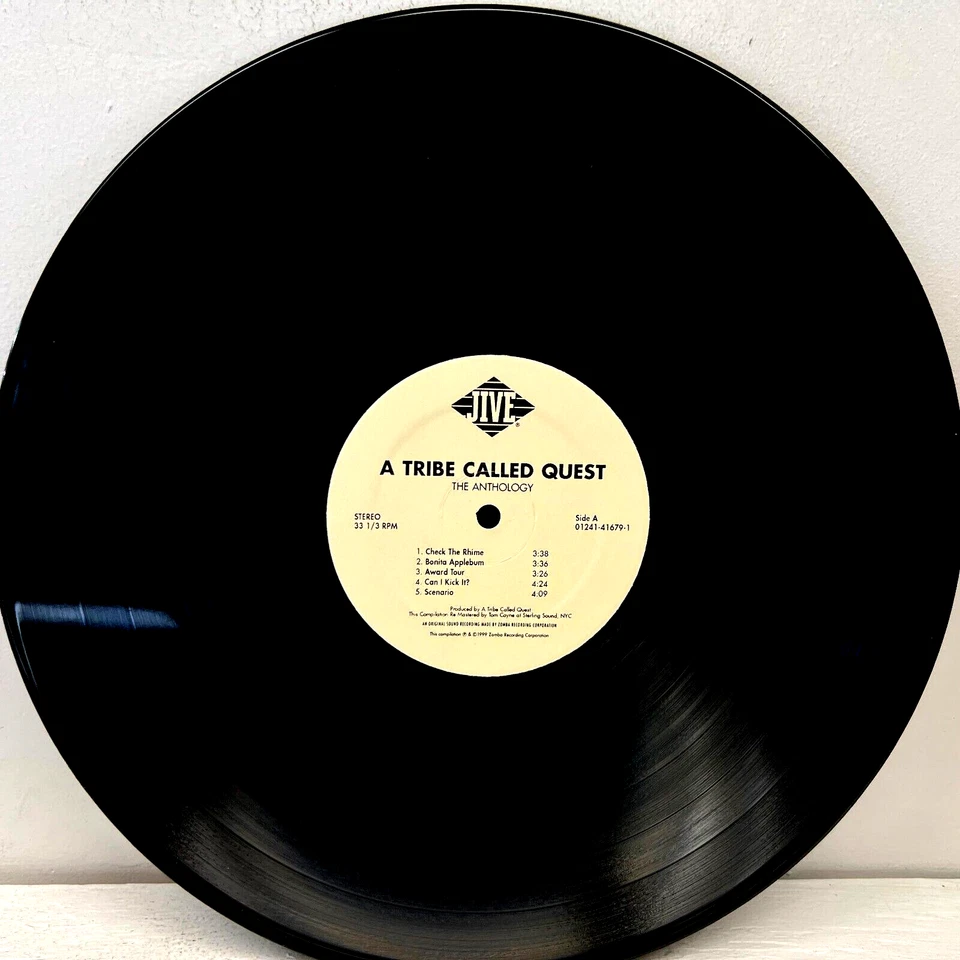 JIVE®
A TRIBE CALLED QUEST
THE ANTHOLOGY
STEREO
33 1/3 RPM
Side A
01241-41679-1
1. Check The Rhime 3:38
2. Bonita Applebum 3:36
3. Award Tour 3:26
4. Can I Kick It? 4:24
5. Scenario 4:09
Produced by A Tribe Called Quest
This Compilation Re Mastered by Tom Coyne at Sterling Sound, NYC
AN ORIGINAL SOUND RECORDING MADE BY ZOMBA RECORDING CORPORATION
This compilation ℗ & ©1999 Zomba Recording Corporation